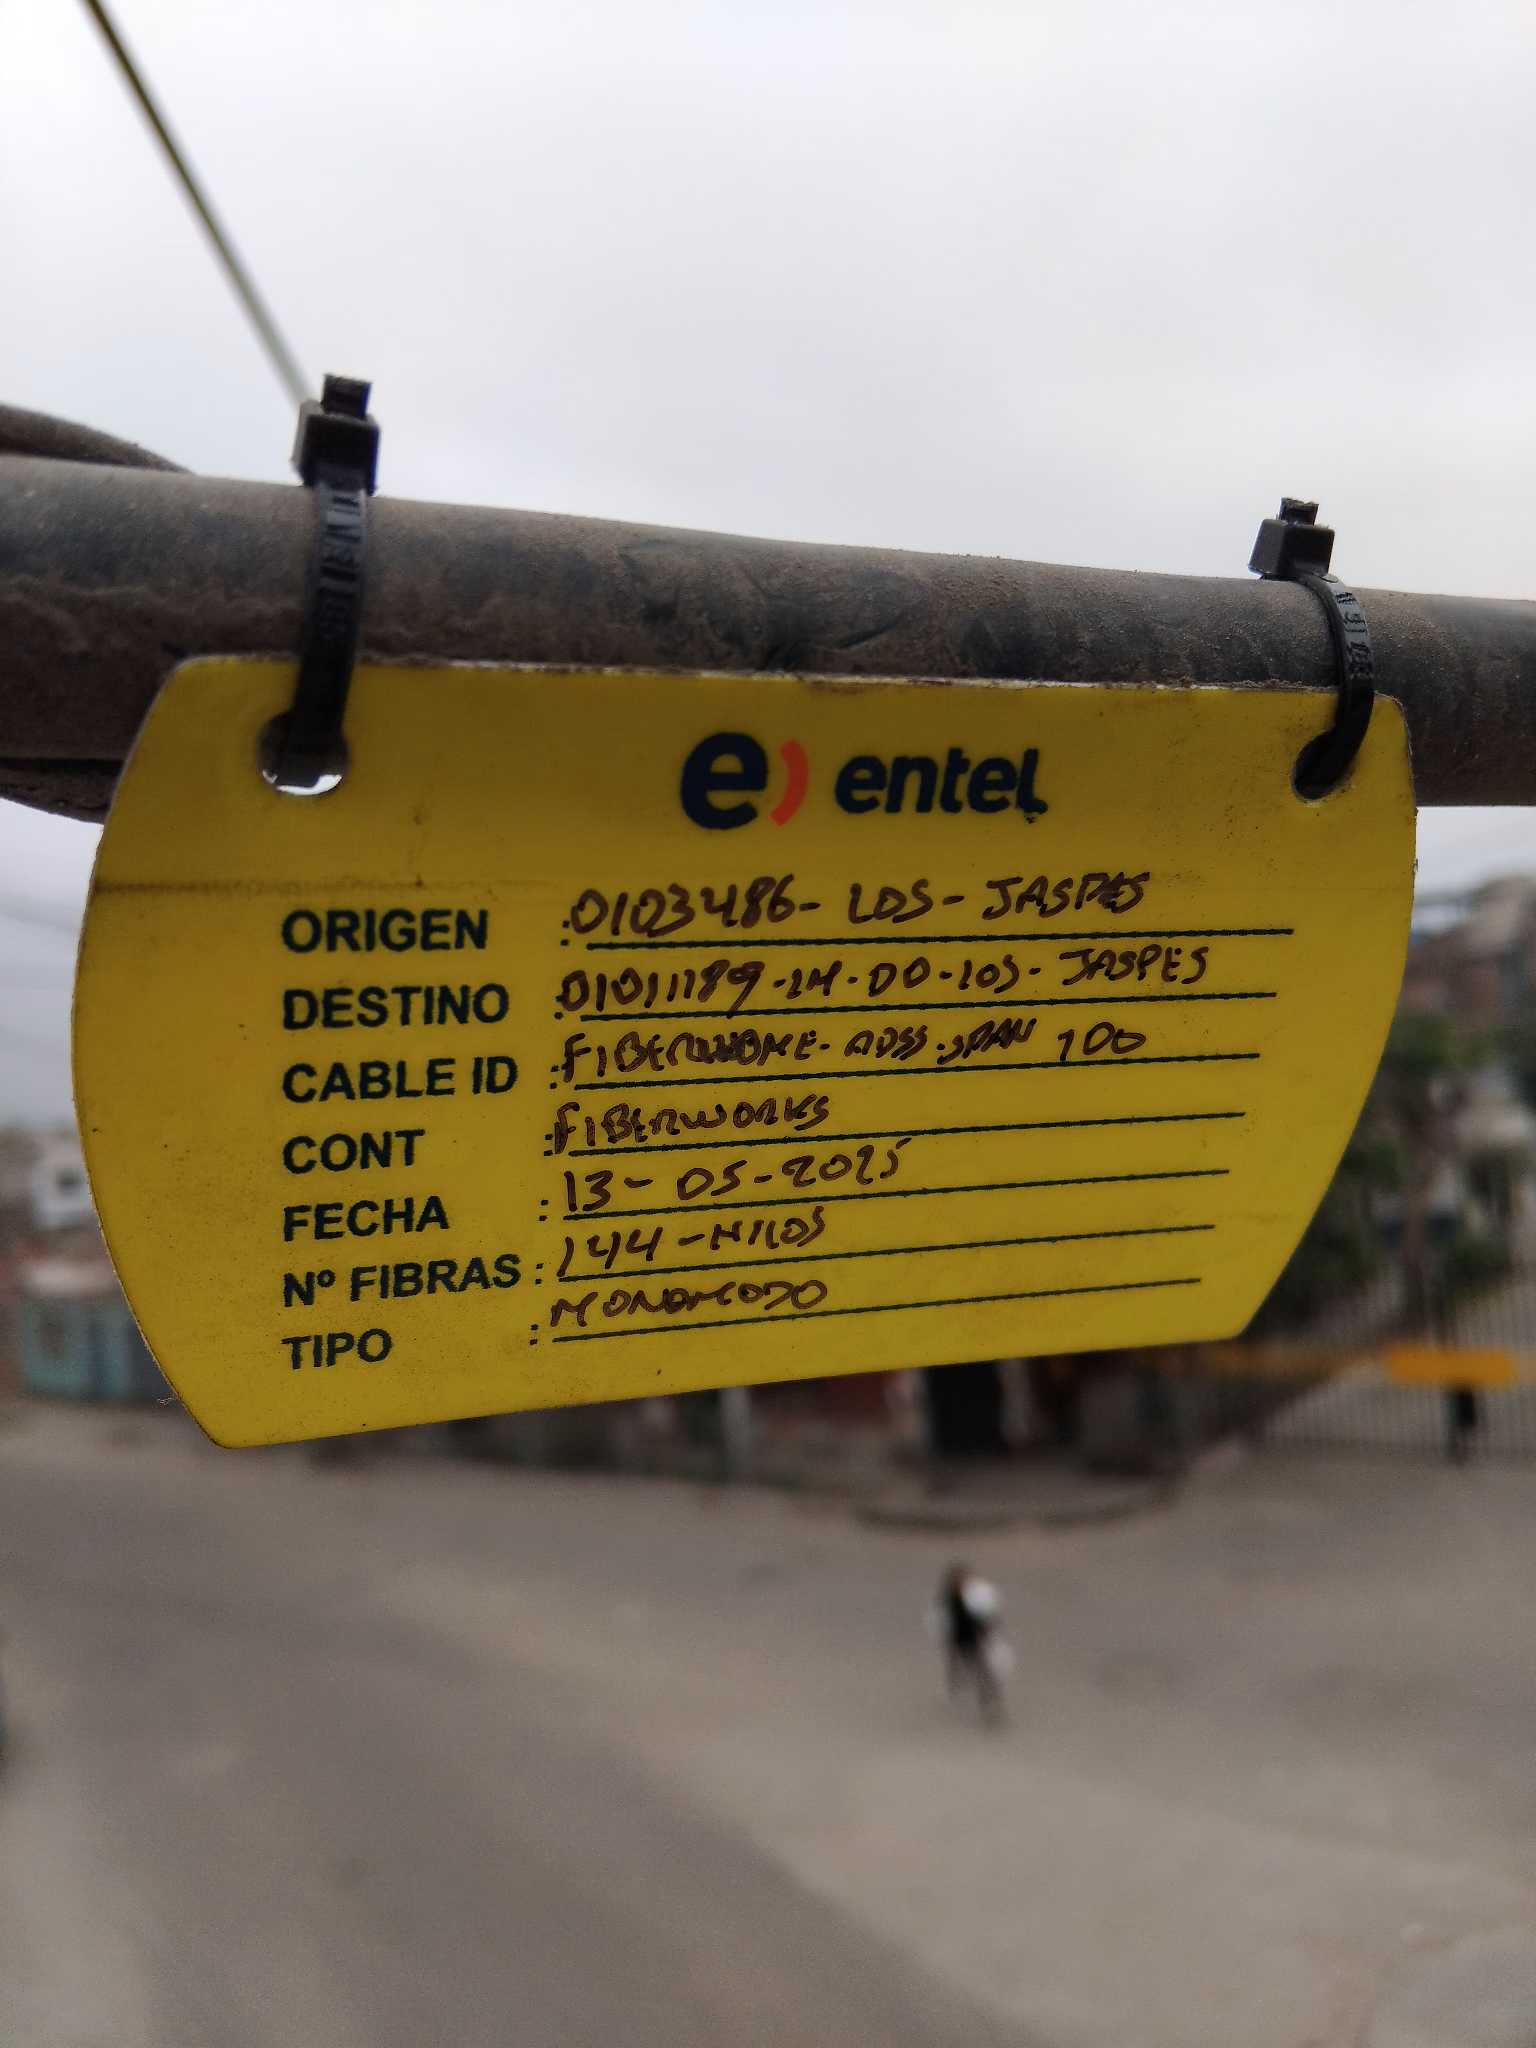 e) entel
ORIGEN : 0103486- LOS - JASPES
DESTINO : 01011189-IM-DO-LOS-JASPES
CABLE ID : FIBERHOME-ADSS-SPAN 100
CONT : FIBERWORKS
FECHA : 13-05-2025
Nº FIBRAS : 144-HILOS
TIPO : MONOMODO